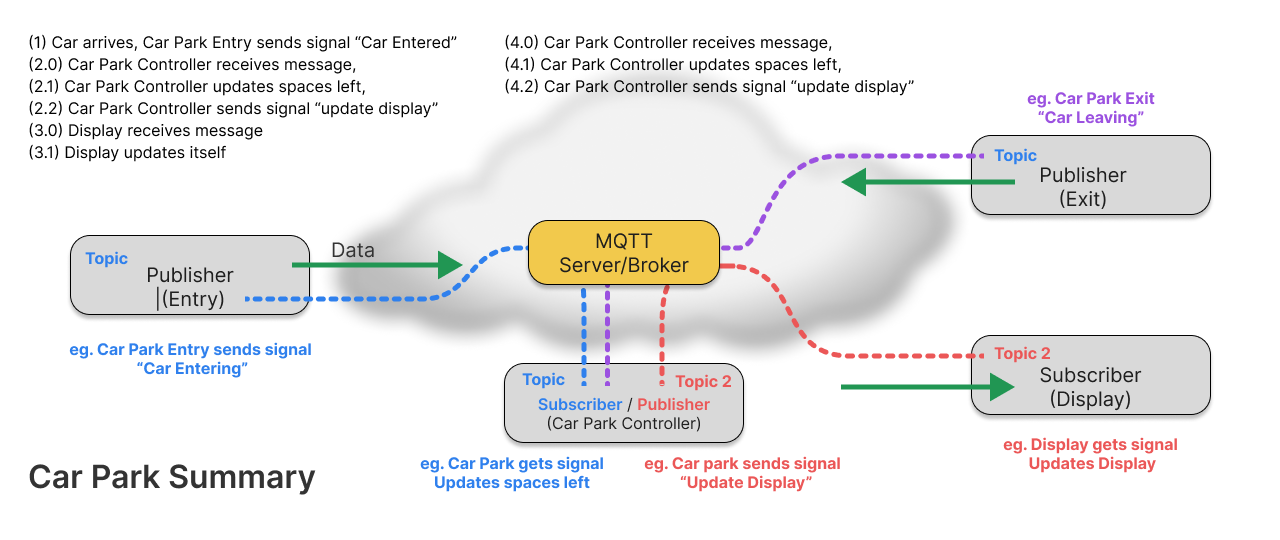 (1) Car arrives, Car Park Entry sends signal “Car Entered”
(2.0) Car Park Controller receives message,
(2.1) Car Park Controller updates spaces left,
(2.2) Car Park Controller sends signal “update display”
(3.0) Display receives message
(3.1) Display updates itself
(4.0) Car Park Controller receives message,
(4.1) Car Park Controller updates spaces left,
(4.2) Car Park Controller sends signal “update display”
eg. Car Park Exit
“Car Leaving”
Topic
Publisher
(Exit)
Topic
Publisher
|(Entry)
Data
MQTT
Server/Broker
eg. Car Park Entry sends signal
“Car Entering”
Topic
Topic 2
Subscriber / Publisher
(Car Park Controller)
Topic 2
Subscriber
(Display)
eg. Car Park gets signal
Updates spaces left
eg. Car park sends signal
“Update Display”
eg. Display gets signal
Updates Display
Car Park Summary